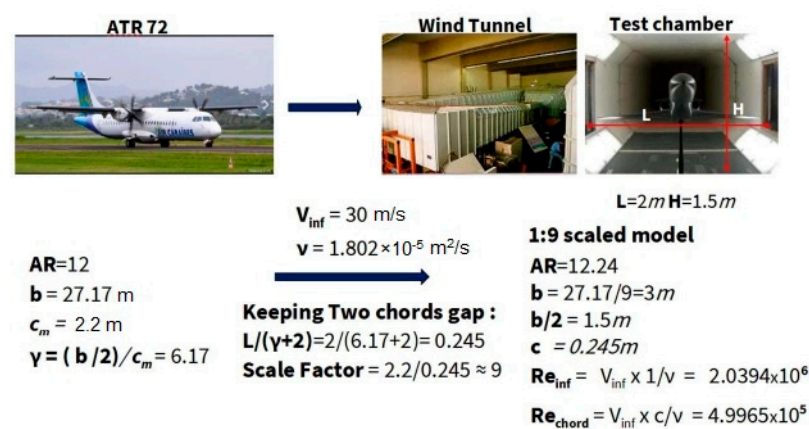 ATR 72
Wind Tunnel
Test chamber
L
H
L=2m H=1.5m
V_inf = 30 m/s
ν = 1.802×10⁻⁵ m²/s
AR=12
b = 27.17 m
c_m = 2.2 m
γ = ( b /2)/c_m = 6.17
Keeping Two chords gap :
L/(γ+2)=2/(6.17+2)= 0.245
Scale Factor = 2.2/0.245 ≈ 9
1:9 scaled model
AR=12.24
b = 27.17/9=3m
b/2 = 1.5m
c = 0.245m
Re_inf = V_inf x 1/ν = 2.0394x10⁶
Re_chord = V_inf x c/ν = 4.9965x10⁵